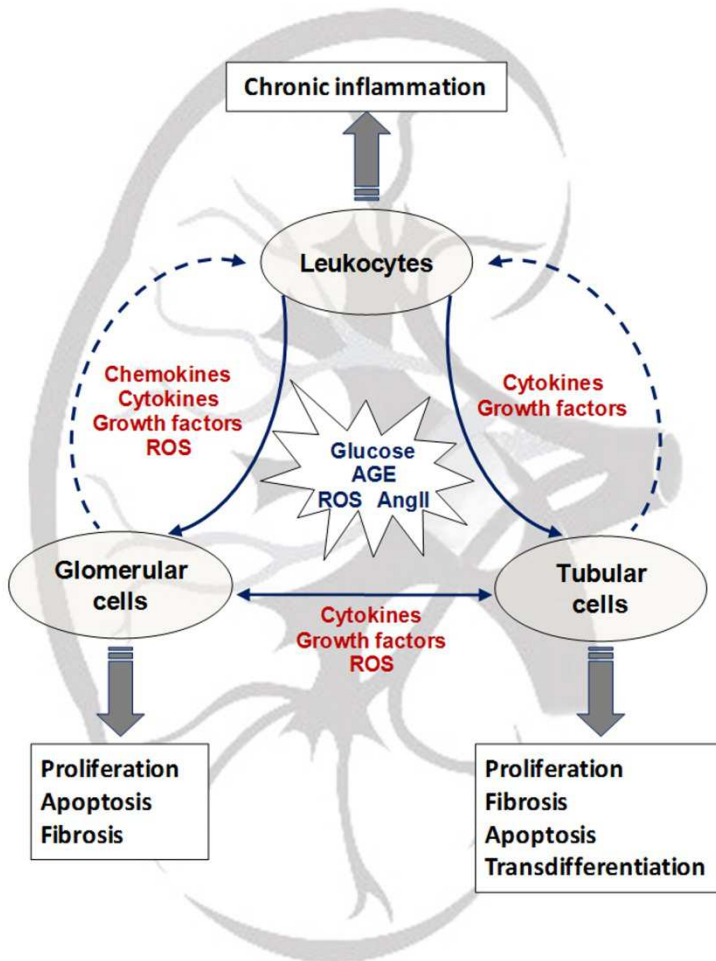 Chronic inflammation
Leukocytes
Chemokines
Cytokines
Growth factors
ROS
Cytokines
Growth factors
Glucose
AGE
ROS AngII
Glomerular
cells
Tubular
cells
Cytokines
Growth factors
ROS
Proliferation
Apoptosis
Fibrosis
Proliferation
Fibrosis
Apoptosis
Transdifferentiation